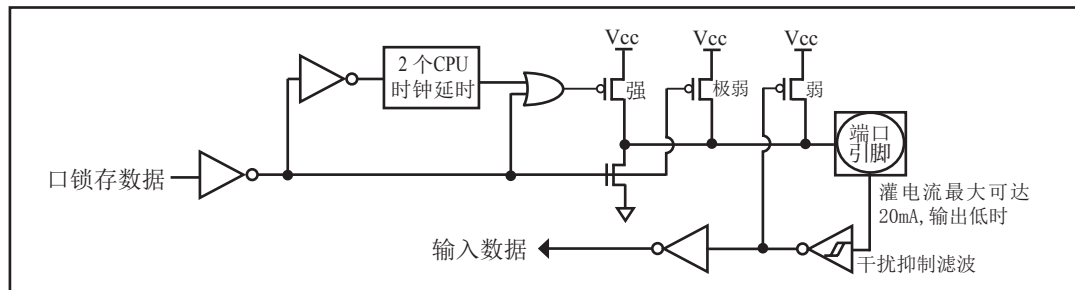 Vcc
Vcc
Vcc
2 个CPU
时钟延时
强
极弱
弱
端口
引脚
口锁存数据
灌电流最大可达
20mA,输出低时
输入数据
干扰抑制滤波